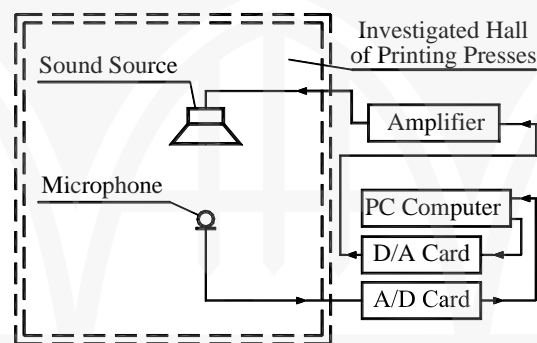 Investigated Hall
of Printing Presses
Sound Source
Amplifier
Microphone
PC Computer
D/A Card
A/D Card